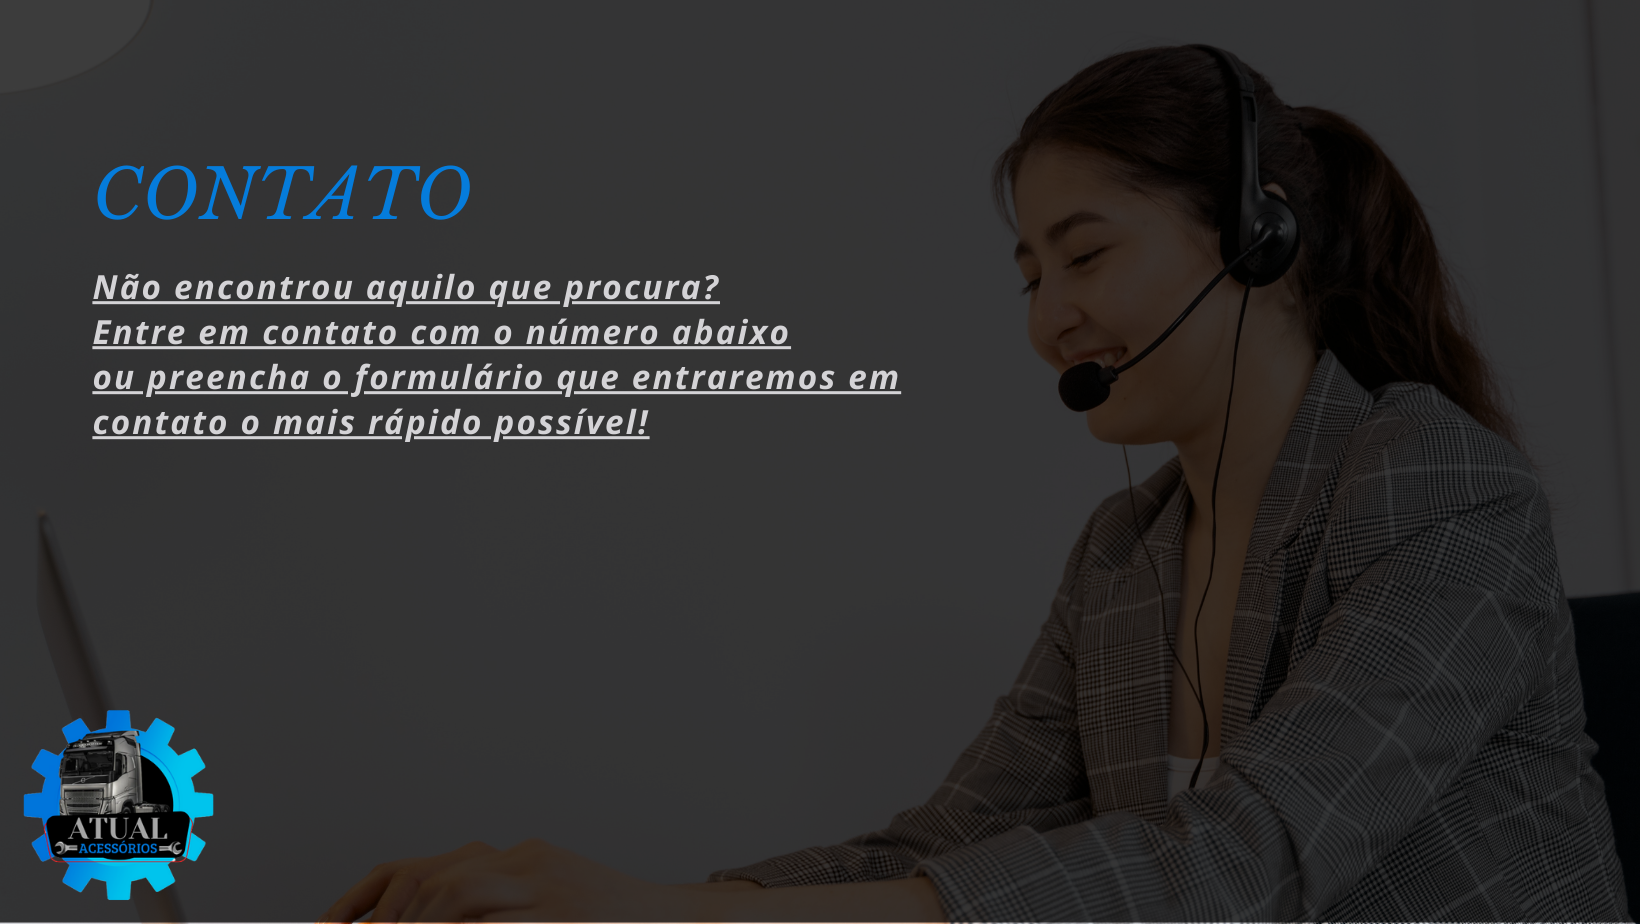 CONTATO
Não encontrou aquilo que procura?
Entre em contato com o número abaixo
ou preencha o formulário que entraremos em
contato o mais rápido possível!
ATUAL
ACESSÓRIOS